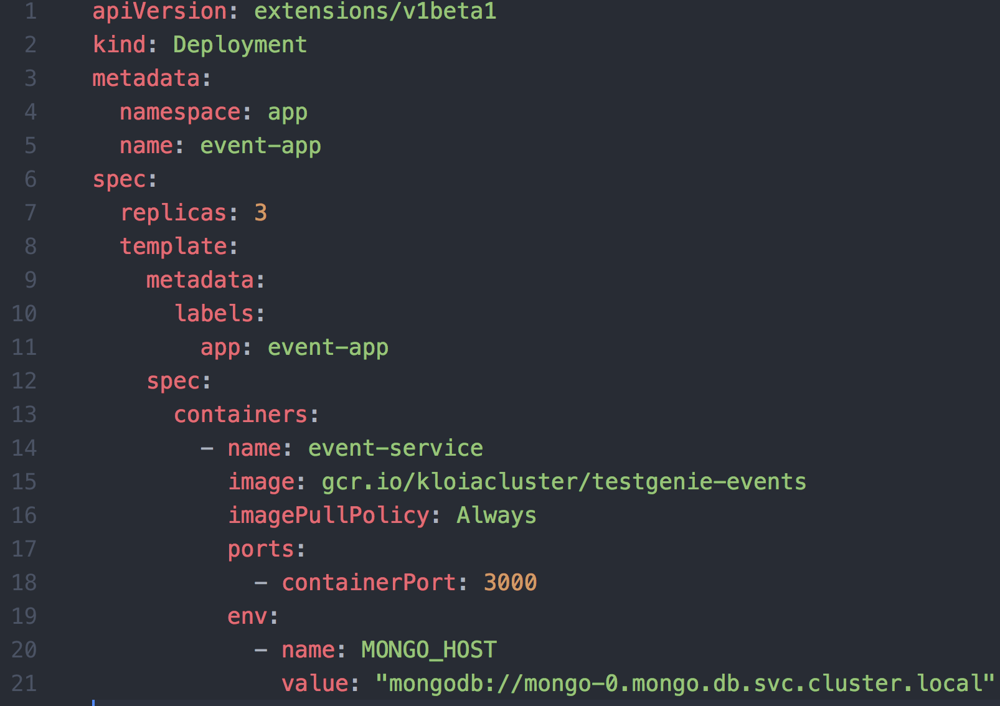 1 apiVersion: extensions/v1beta1
2 kind: Deployment
3 metadata:
4   namespace: app
5   name: event-app
6 spec:
7   replicas: 3
8   template:
9     metadata:
10       labels:
11         app: event-app
12     spec:
13       containers:
14         - name: event-service
15           image: gcr.io/kloiacluster/testgenie-events
16           imagePullPolicy: Always
17           ports:
18             - containerPort: 3000
19           env:
20             - name: MONGO_HOST
21               value: "mongodb://mongo-0.mongo.db.svc.cluster.local"